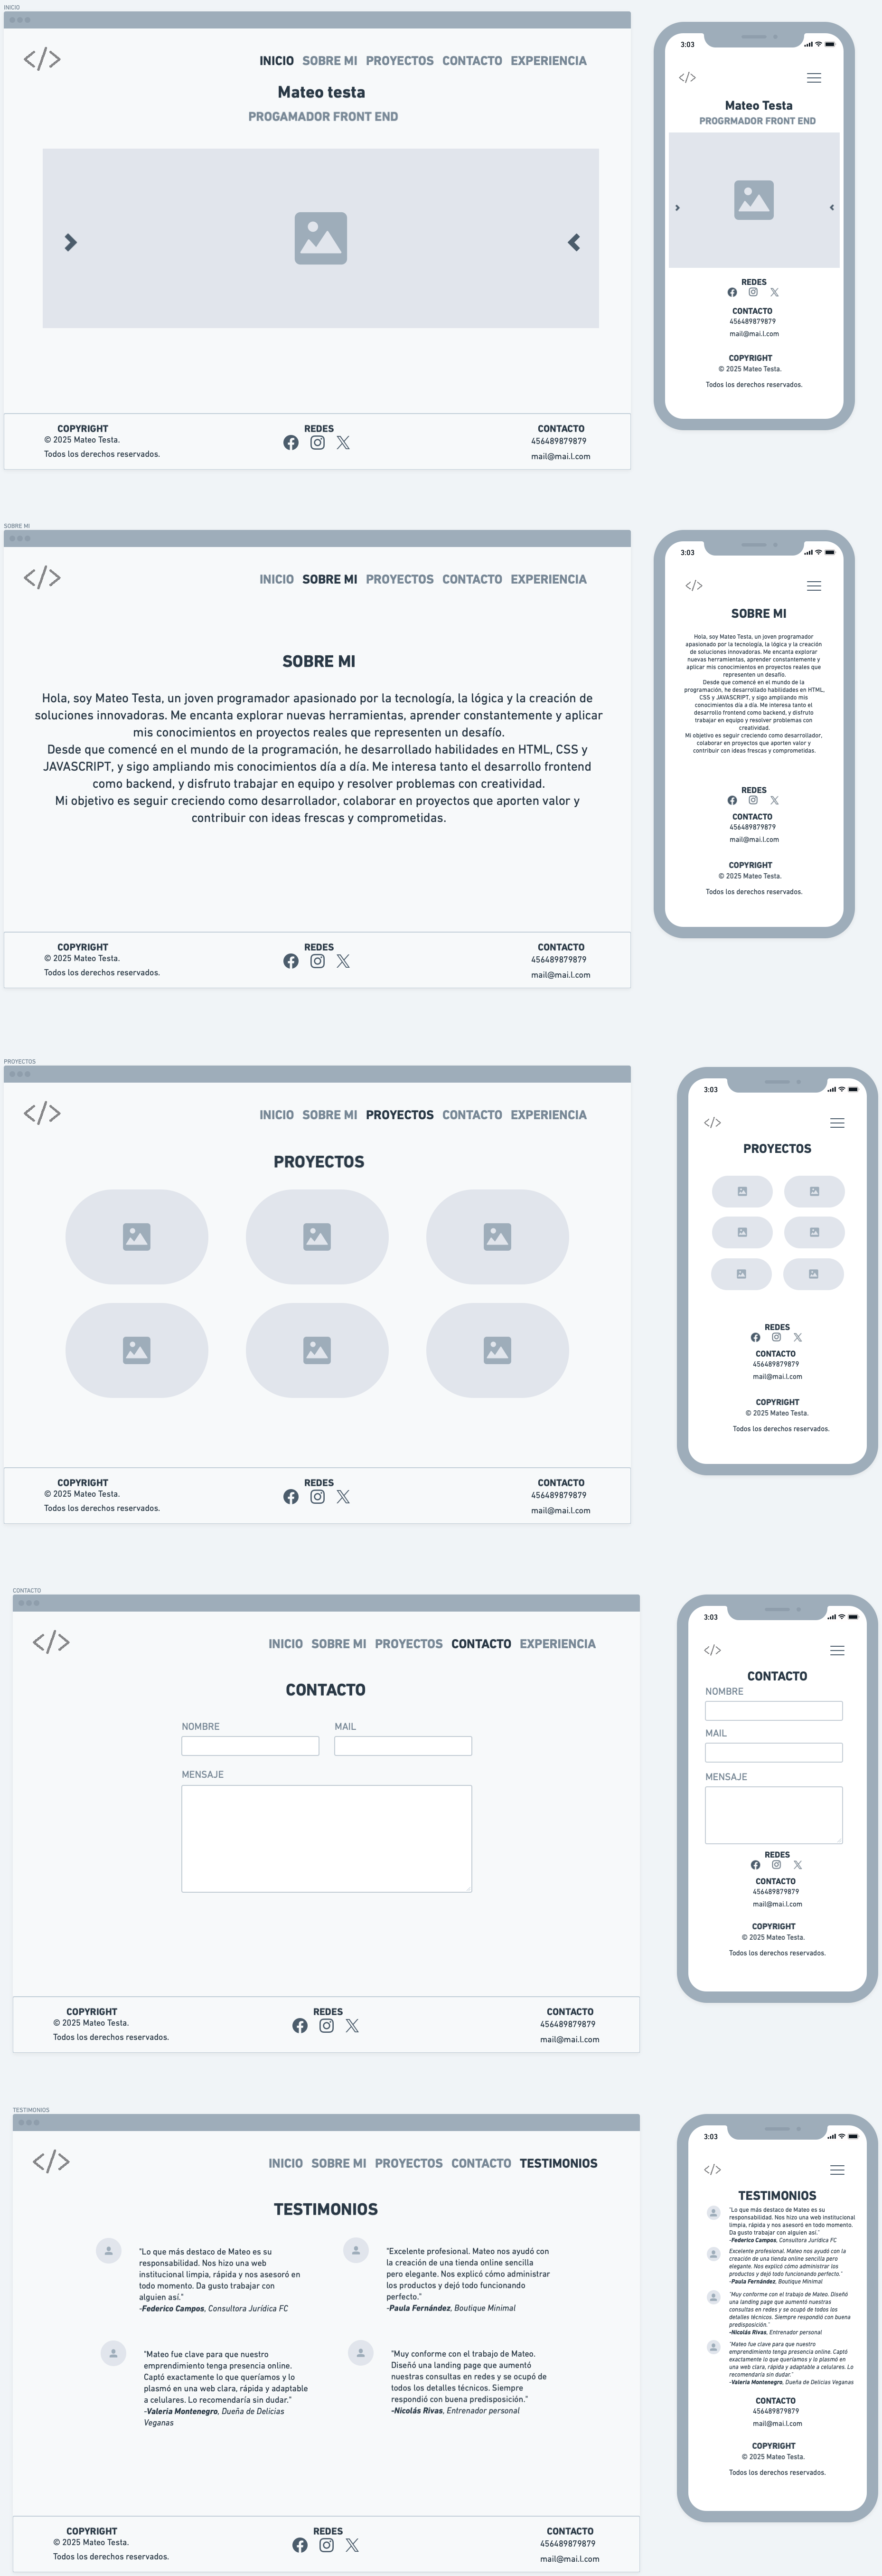 INICIO
</> INICIO SOBRE MI PROYECTOS CONTACTO EXPERIENCIA
Mateo testa
PROGAMADOR FRONT END
COPYRIGHT
© 2025 Mateo Testa.
Todos los derechos reservados.
REDES
CONTACTO
456489879879
mail@mai.l.com
3:03
</>
Mateo Testa
PROGRMADOR FRONT END
REDES
CONTACTO
456489879879
mail@mai.l.com
COPYRIGHT
© 2025 Mateo Testa.
Todos los derechos reservados.
SOBRE MI
</> INICIO SOBRE MI PROYECTOS CONTACTO EXPERIENCIA
SOBRE MI
Hola, soy Mateo Testa, un joven programador apasionado por la tecnología, la lógica y la creación de
soluciones innovadoras. Me encanta explorar nuevas herramientas, aprender constantemente y aplicar
mis conocimientos en proyectos reales que representen un desafío.
Desde que comencé en el mundo de la programación, he desarrollado habilidades en HTML, CSS y
JAVASCRIPT, y sigo ampliando mis conocimientos día a día. Me interesa tanto el desarrollo frontend
como backend, y disfruto trabajar en equipo y resolver problemas con creatividad.
Mi objetivo es seguir creciendo como desarrollador, colaborar en proyectos que aporten valor y
contribuir con ideas frescas y comprometidas.
COPYRIGHT
© 2025 Mateo Testa.
Todos los derechos reservados.
REDES
CONTACTO
456489879879
mail@mai.l.com
3:03
</>
SOBRE MI
Hola, soy Mateo Testa, un joven programador
apasionado por la tecnología, la lógica y la creación
de soluciones innovadoras. Me encanta explorar
nuevas herramientas, aprender constantemente y
aplicar mis conocimientos en proyectos reales que
representen un desafío.
Desde que comencé en el mundo de la
programación, he desarrollado habilidades en HTML,
CSS y JAVASCRIPT, y sigo ampliando mis
conocimientos día a día. Me interesa tanto el
desarrollo frontend como backend, y disfruto
trabajar en equipo y resolver problemas con
creatividad.
Mi objetivo es seguir creciendo como desarrollador,
colaborar en proyectos que aporten valor y
contribuir con ideas frescas y comprometidas.
REDES
CONTACTO
456489879879
mail@mai.l.com
COPYRIGHT
© 2025 Mateo Testa.
Todos los derechos reservados.
PROYECTOS
</> INICIO SOBRE MI PROYECTOS CONTACTO EXPERIENCIA
PROYECTOS
COPYRIGHT
© 2025 Mateo Testa.
Todos los derechos reservados.
REDES
CONTACTO
456489879879
mail@mai.l.com
3:03
</>
PROYECTOS
REDES
CONTACTO
456489879879
mail@mai.l.com
COPYRIGHT
© 2025 Mateo Testa.
Todos los derechos reservados.
CONTACTO
</> INICIO SOBRE MI PROYECTOS CONTACTO EXPERIENCIA
CONTACTO
NOMBRE MAIL
MENSAJE
COPYRIGHT
© 2025 Mateo Testa.
Todos los derechos reservados.
REDES
CONTACTO
456489879879
mail@mai.l.com
3:03
</>
CONTACTO
NOMBRE
MAIL
MENSAJE
REDES
CONTACTO
456489879879
mail@mai.l.com
COPYRIGHT
© 2025 Mateo Testa.
Todos los derechos reservados.
TESTIMONIOS
</> INICIO SOBRE MI PROYECTOS CONTACTO TESTIMONIOS
TESTIMONIOS
"Lo que más destaco de Mateo es su
responsabilidad. Nos hizo una web
institucional limpia, rápida y nos asesoró en
todo momento. Da gusto trabajar con
alguien así."
-Federico Campos, Consultora Jurídica FC
"Excelente profesional. Mateo nos ayudó con
la creación de una tienda online sencilla
pero elegante. Nos explicó cómo administrar
los productos y dejó todo funcionando
perfecto."
-Paula Fernández, Boutique Minimal
"Mateo fue clave para que nuestro
emprendimiento tenga presencia online.
Captó exactamente lo que queríamos y lo
plasmó en una web clara, rápida y adaptable
a celulares. Lo recomendaría sin dudar."
-Valeria Montenegro, Dueña de Delicias
Veganas
"Muy conforme con el trabajo de Mateo.
Diseñó una landing page que aumentó
nuestras consultas en redes y se ocupó de
todos los detalles técnicos. Siempre
respondió con buena predisposición."
-Nicolás Rivas, Entrenador personal
COPYRIGHT
© 2025 Mateo Testa.
Todos los derechos reservados.
REDES
CONTACTO
456489879879
mail@mai.l.com
3:03
</>
TESTIMONIOS
"Lo que más destaco de Mateo es su
responsabilidad. Nos hizo una web institucional
limpia, rápida y nos asesoró en todo momento.
Da gusto trabajar con alguien así."
-Federico Campos, Consultora Jurídica FC
Excelente profesional. Mateo nos ayudó con la
creación de una tienda online sencilla pero
elegante. Nos explicó cómo administrar los
productos y dejó todo funcionando perfecto."
-Paula Fernández, Boutique Minimal
"Muy conforme con el trabajo de Mateo. Diseñó
una landing page que aumentó nuestras
consultas en redes y se ocupó de todos los
detalles técnicos. Siempre respondió con buena
predisposición."
-Nicolás Rivas, Entrenador personal
"Mateo fue clave para que nuestro
emprendimiento tenga presencia online. Captó
exactamente lo que queríamos y lo plasmó en
una web clara, rápida y adaptable a celulares. Lo
recomendaría sin dudar."
-Valeria Montenegro, Dueña de Delicias Veganas
CONTACTO
456489879879
mail@mai.l.com
COPYRIGHT
© 2025 Mateo Testa.
Todos los derechos reservados.